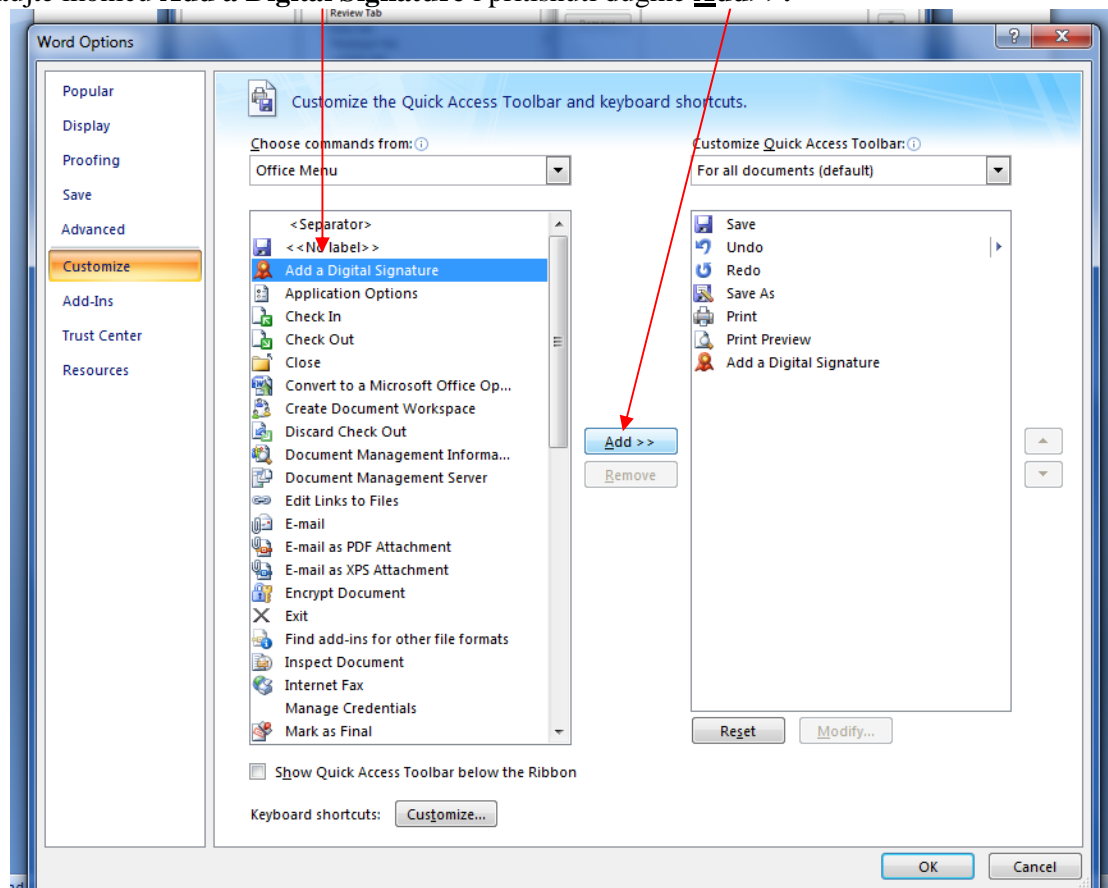 Add a Digital Signature i pritisnuti dugme Add>>.
Review Tab
Word Options
Popular
Display
Proofing
Save
Advanced
Customize
Add-Ins
Trust Center
Resources
Customize the Quick Access Toolbar and keyboard shortcuts.
Choose commands from:
Office Menu
<Separator>
<<No label>>
Add a Digital Signature
Application Options
Check In
Check Out
Close
Convert to a Microsoft Office Op...
Create Document Workspace
Discard Check Out
Document Management Informa...
Document Management Server
Edit Links to Files
E-mail
E-mail as PDF Attachment
E-mail as XPS Attachment
Encrypt Document
Exit
Find add-ins for other file formats
Inspect Document
Internet Fax
Manage Credentials
Mark as Final
Add >>
Remove
Customize Quick Access Toolbar:
For all documents (default)
Save
Undo
Redo
Save As
Print
Print Preview
Add a Digital Signature
Reset
Modify...
Show Quick Access Toolbar below the Ribbon
Keyboard shortcuts:
Customize...
OK
Cancel